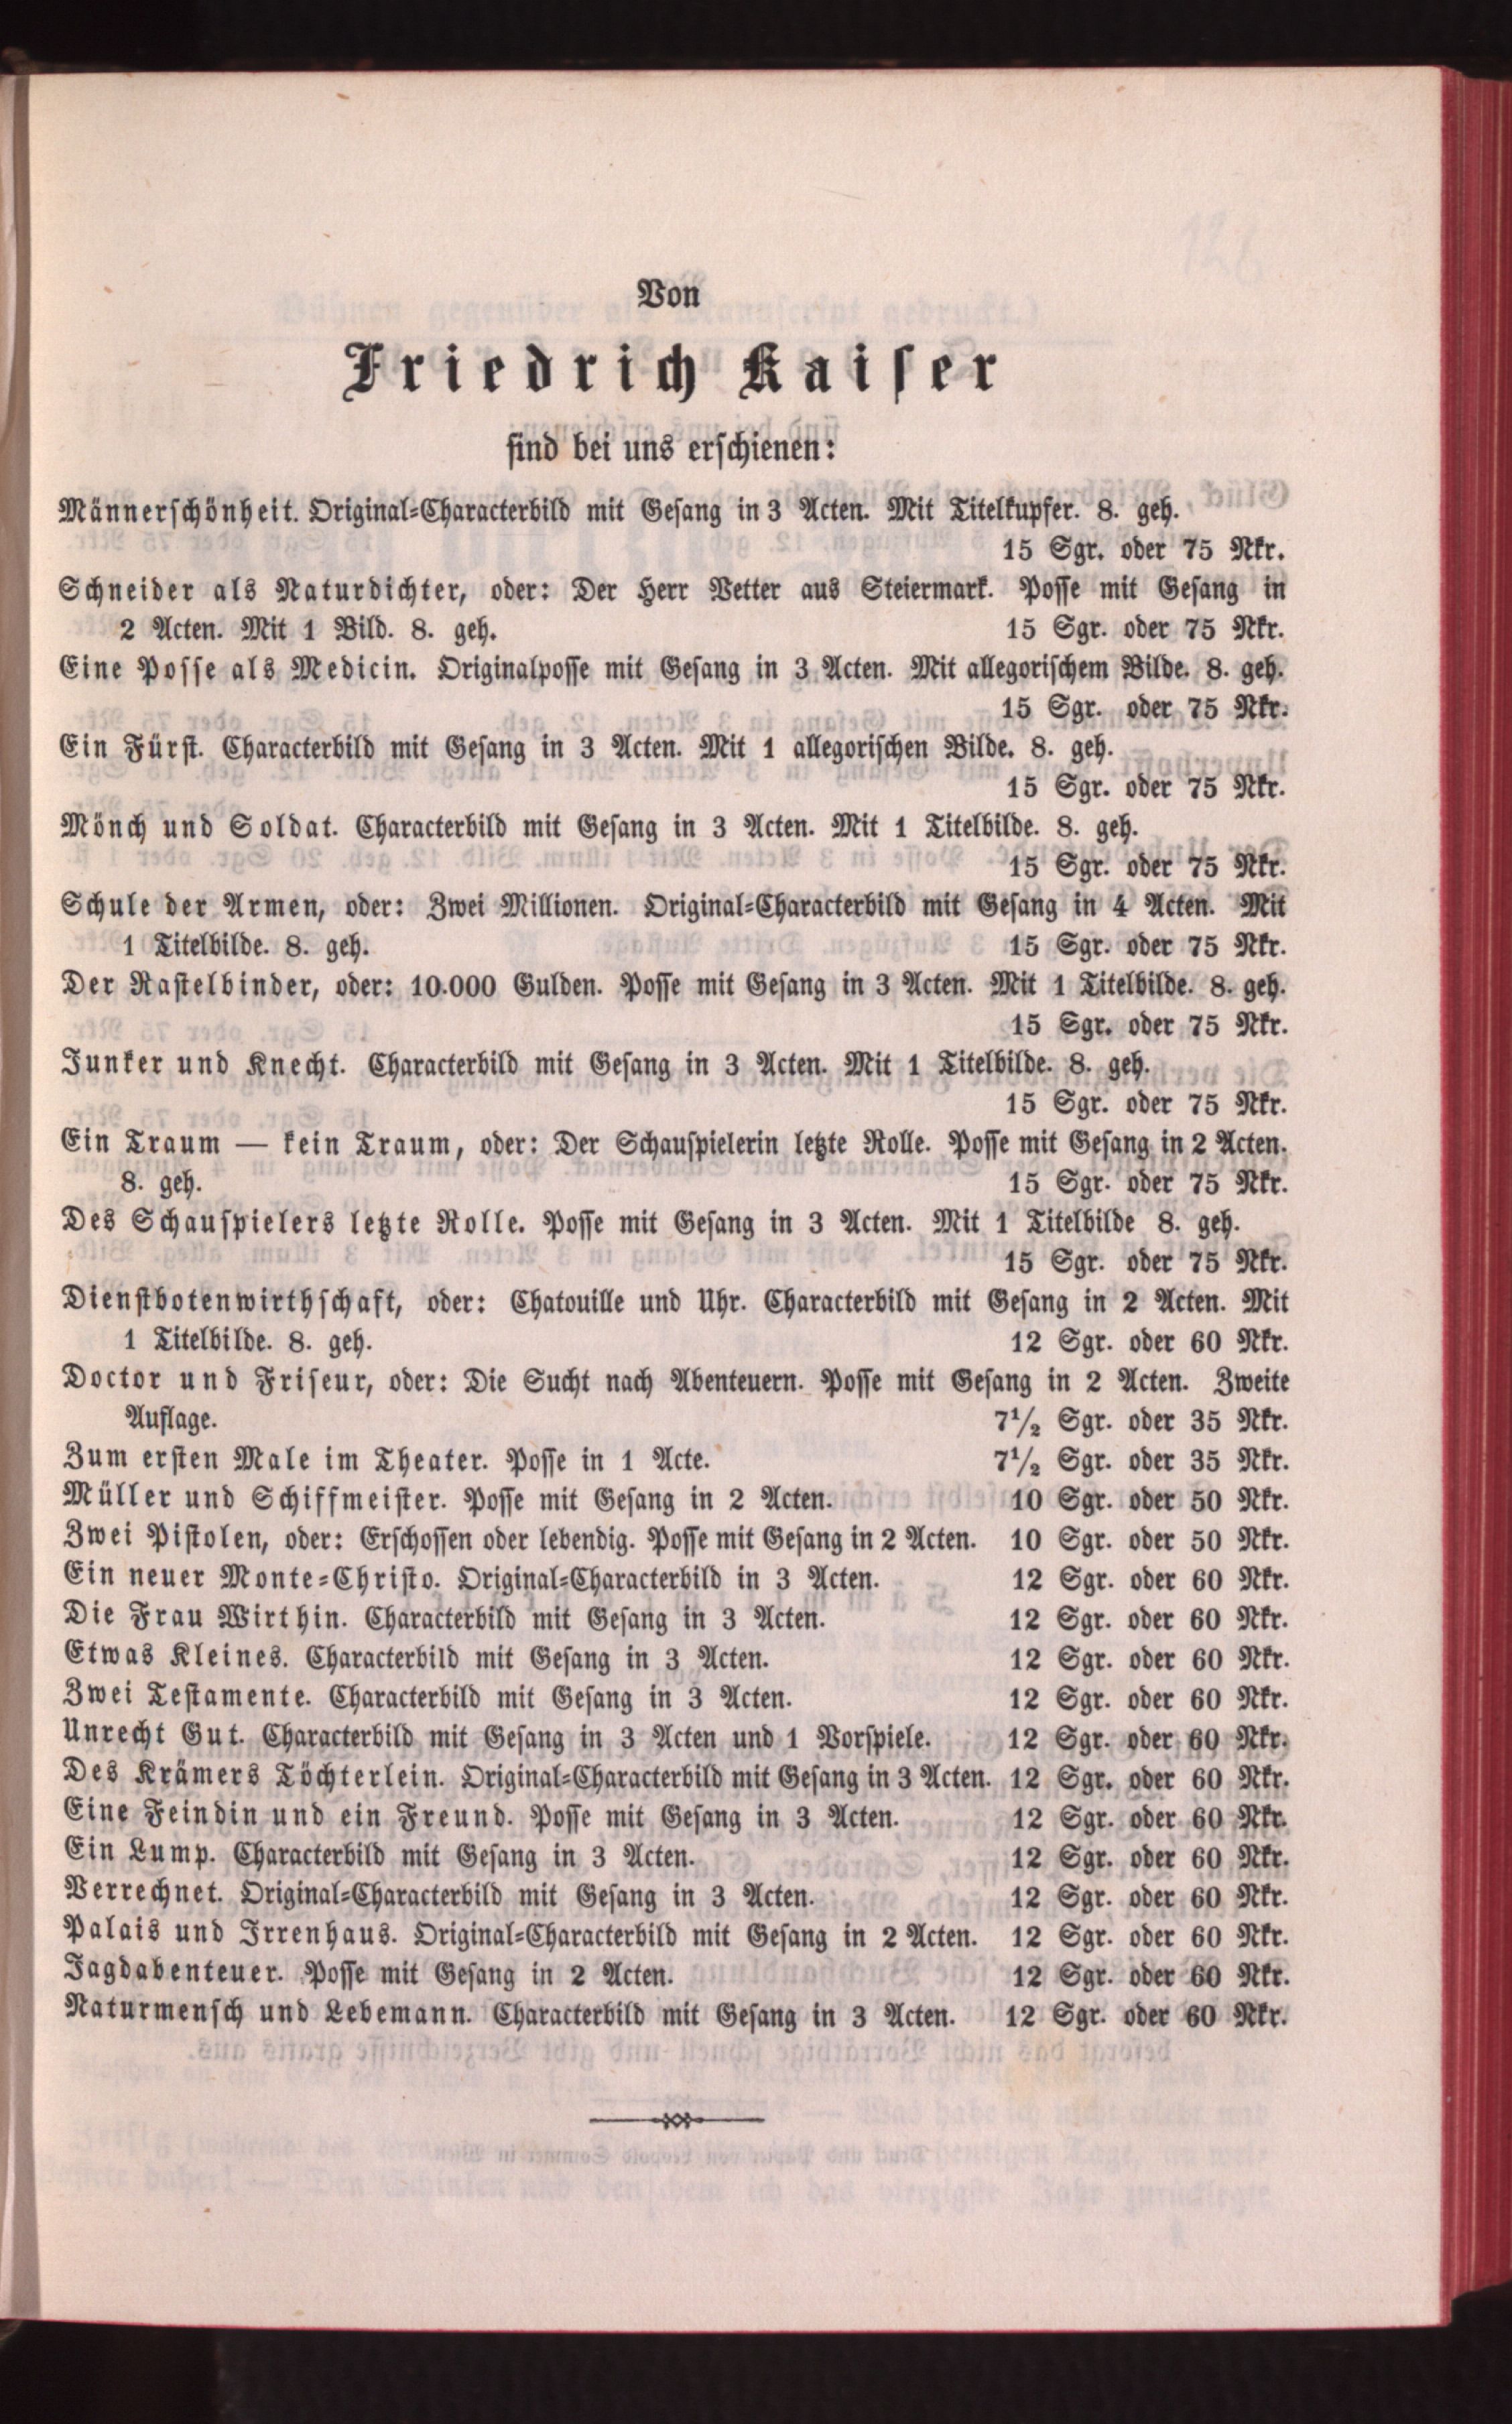 Von
Friedrich Kaiser
sind bei uns erschienen:
Männerschönheit. Original-Characterbild mit Gesang in 3 Acten. Mit Titelkupfer. 8. geh.
15 Sgr. oder 75 Nkr.
Schneider als Naturdichter, oder: Der Herr Vetter aus Steiermark. Posse mit Gesang in
2 Acten. Mit 1 Bild. 8. geh. 15 Sgr. oder 75 Nkr.
Eine Posse als Medicin. Originalposse mit Gesang in 3 Acten. Mit allegorischem Bilde. 8. geh.
15 Sgr. oder 75 Nkr.
Ein Fürst. Characterbild mit Gesang in 3 Acten. Mit 1 allegorischen Bilde. 8. geh.
15 Sgr. oder 75 Nkr.
Mönch und Soldat. Characterbild mit Gesang in 3 Acten. Mit 1 Titelbilde. 8. geh.
15 Sgr. oder 75 Nkr.
Schule der Armen, oder: Zwei Millionen. Original-Characterbild mit Gesang in 4 Acten. Mit
1 Titelbilde. 8. geh. 15 Sgr. oder 75 Nkr.
Der Rastelbinder, oder: 10.000 Gulden. Posse mit Gesang in 3 Acten. Mit 1 Titelbilde. 8. geh.
15 Sgr. oder 75 Nkr.
Junker und Knecht. Characterbild mit Gesang in 3 Acten. Mit 1 Titelbilde. 8. geh.
15 Sgr. oder 75 Nkr.
Ein Traum — kein Traum, oder: Der Schauspielerin letzte Rolle. Posse mit Gesang in 2 Acten.
8. geh. 15 Sgr. oder 75 Nkr.
Des Schauspielers letzte Rolle. Posse mit Gesang in 3 Acten. Mit 1 Titelbilde 8. geh.
15 Sgr. oder 75 Nkr.
Dienstbotenwirthschaft, oder: Chatouille und Uhr. Characterbild mit Gesang in 2 Acten. Mit
1 Titelbilde. 8. geh. 12 Sgr. oder 60 Nkr.
Doctor und Friseur, oder: Die Sucht nach Abenteuern. Posse mit Gesang in 2 Acten. Zweite
Auflage. 7½ Sgr. oder 35 Nkr.
Zum ersten Male im Theater. Posse in 1 Acte. 7½ Sgr. oder 35 Nkr.
Müller und Schiffmeister. Posse mit Gesang in 2 Acten. 10 Sgr. oder 50 Nkr.
Zwei Pistolen, oder: Erschossen oder lebendig. Posse mit Gesang in 2 Acten. 10 Sgr. oder 50 Nkr.
Ein neuer Monte-Christo. Original-Characterbild in 3 Acten. 12 Sgr. oder 60 Nkr.
Die Frau Wirthin. Characterbild mit Gesang in 3 Acten. 12 Sgr. oder 60 Nkr.
Etwas Kleines. Characterbild mit Gesang in 3 Acten. 12 Sgr. oder 60 Nkr.
Zwei Testamente. Characterbild mit Gesang in 3 Acten. 12 Sgr. oder 60 Nkr.
Unrecht Gut. Characterbild mit Gesang in 3 Acten und 1 Vorspiele. 12 Sgr. oder 60 Nkr.
Des Krämers Töchterlein. Original-Characterbild mit Gesang in 3 Acten. 12 Sgr. oder 60 Nkr.
Eine Feindin und ein Freund. Posse mit Gesang in 3 Acten. 12 Sgr. oder 60 Nkr.
Ein Lump. Characterbild mit Gesang in 3 Acten. 12 Sgr. oder 60 Nkr.
Verrechnet. Original-Characterbild mit Gesang in 3 Acten. 12 Sgr. oder 60 Nkr.
Palais und Irrenhaus. Original-Characterbild mit Gesang in 2 Acten. 12 Sgr. oder 60 Nkr.
Jagdabenteuer. Posse mit Gesang in 2 Acten. 12 Sgr. oder 60 Nkr.
Naturmensch und Lebemann. Characterbild mit Gesang in 3 Acten. 12 Sgr. oder 60 Nkr.